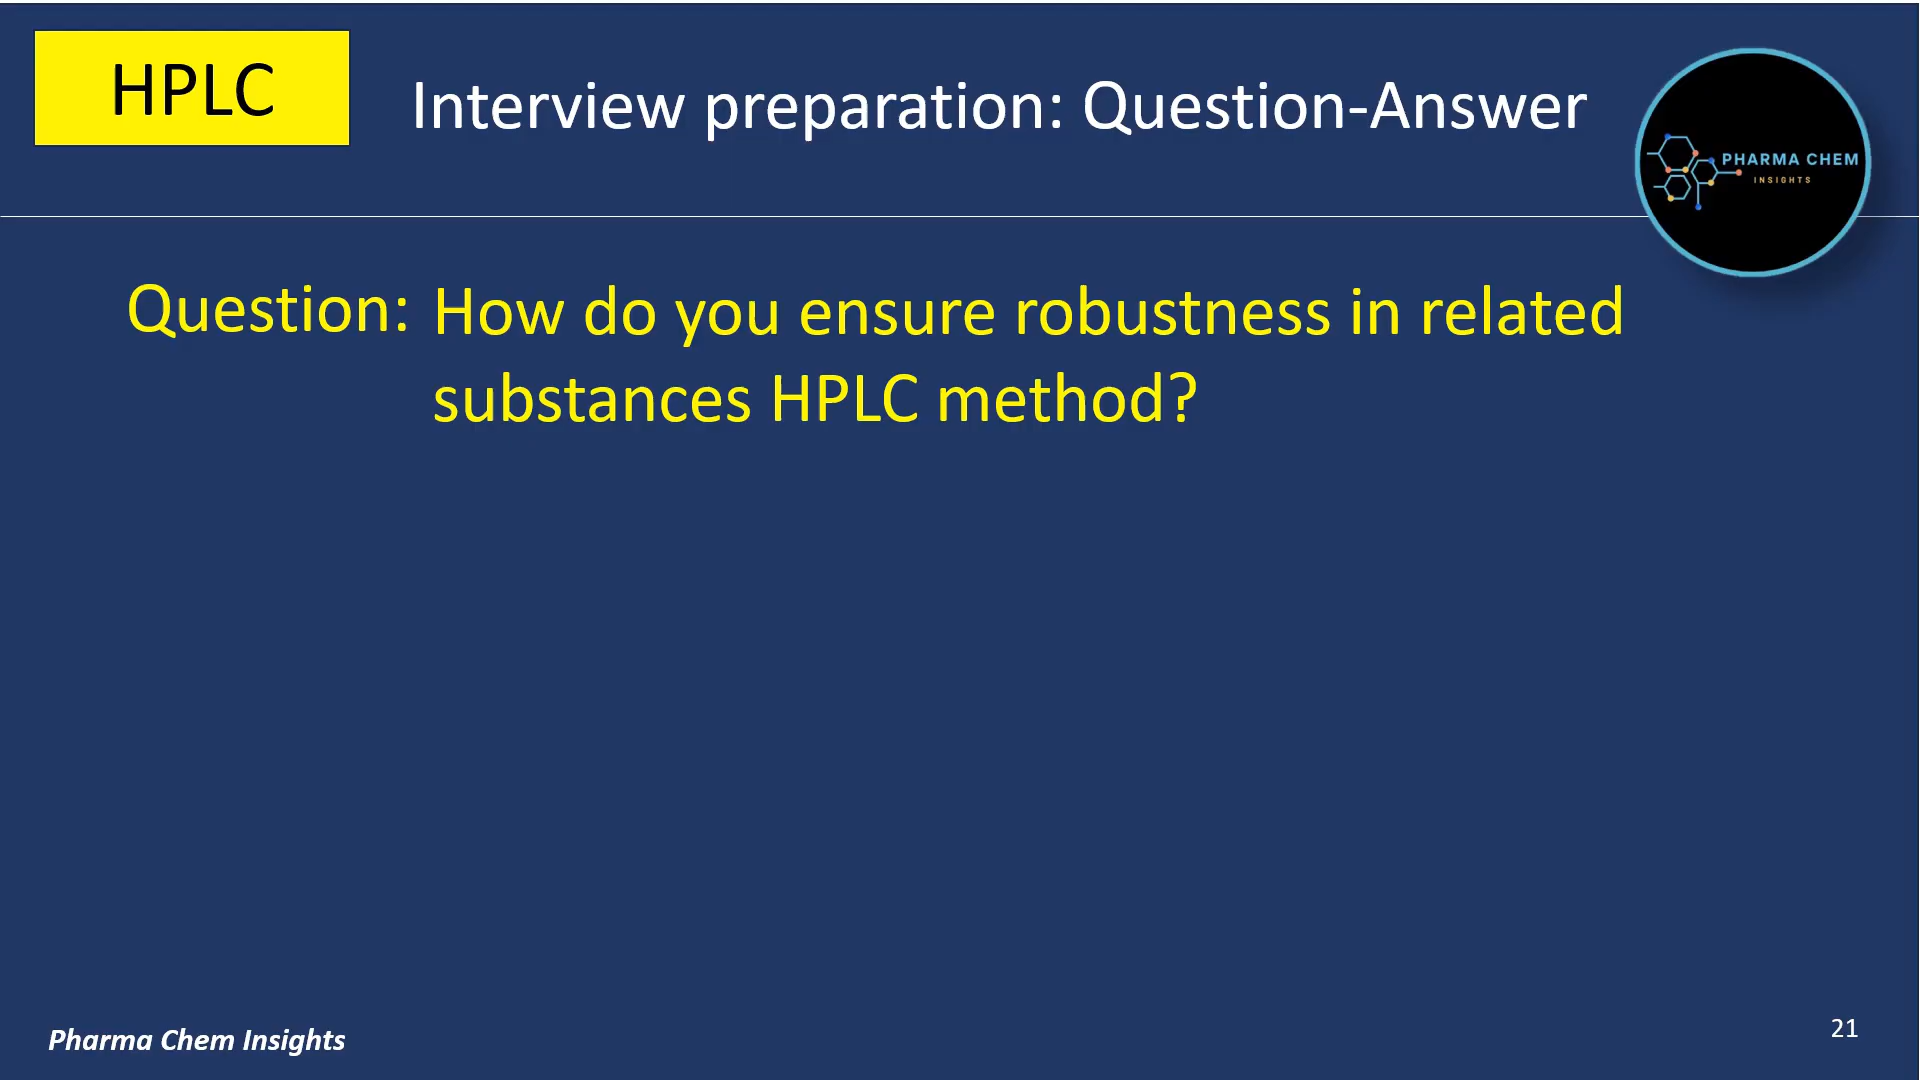 HPLC
Interview preparation: Question-Answer
PHARMA CHEM
INSIGHTS
Question: How do you ensure robustness in related
substances HPLC method?
Pharma Chem Insights
21